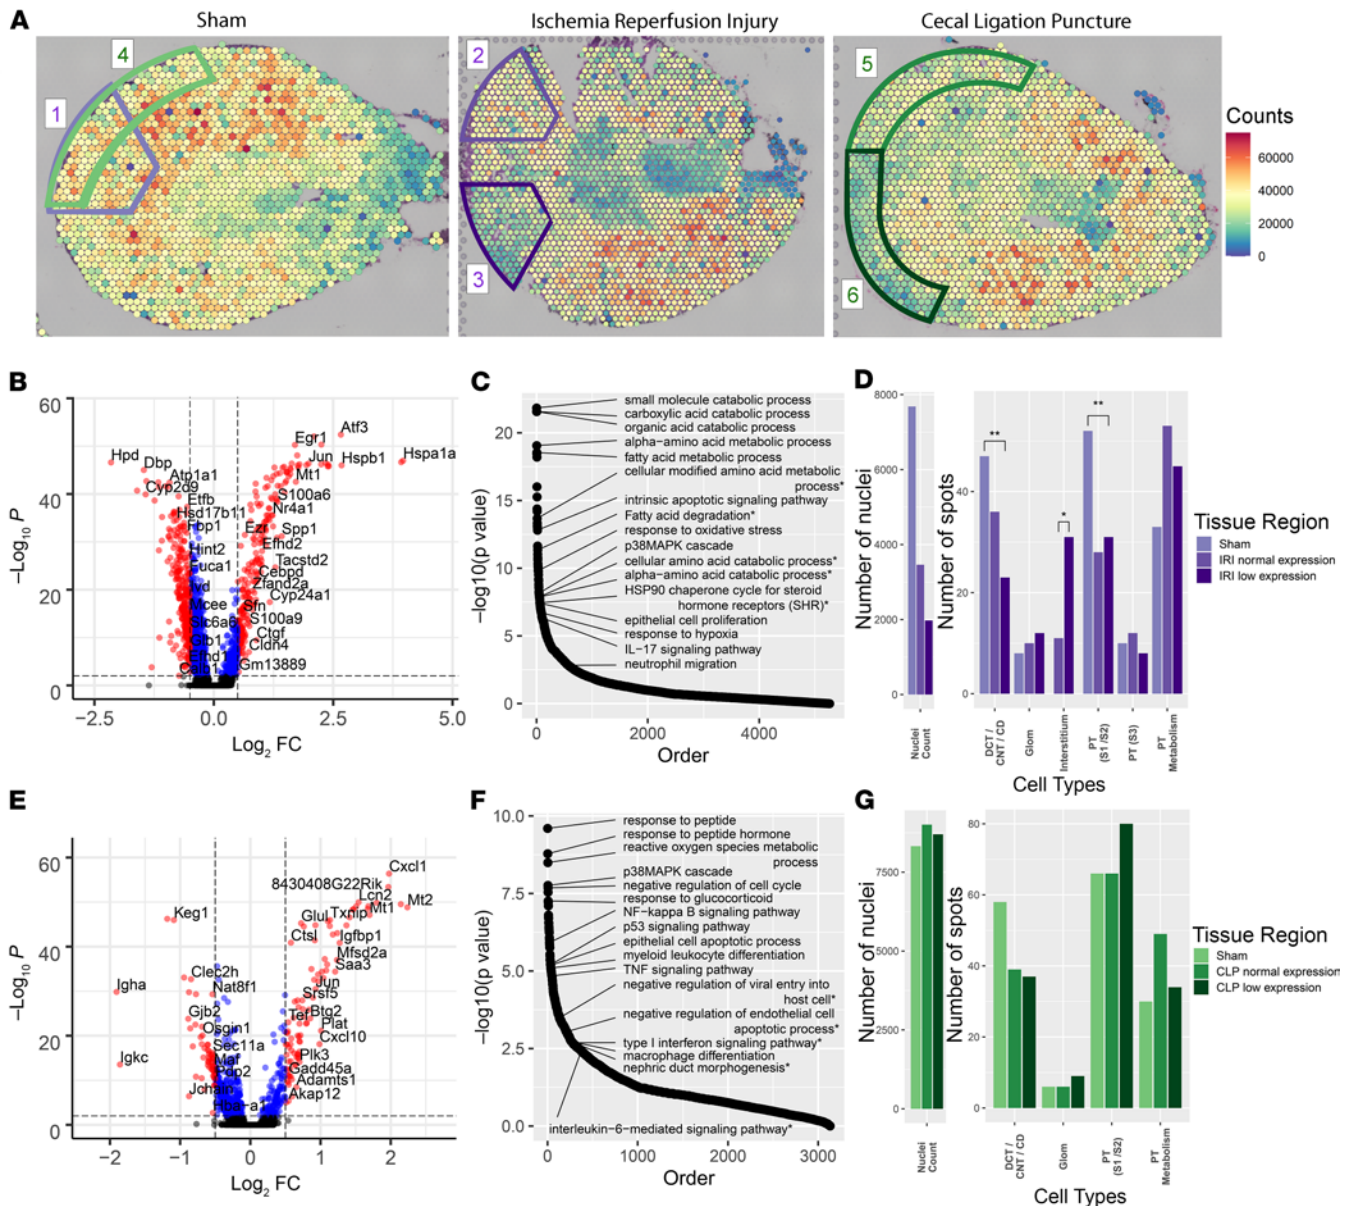 A
Sham
Ischemia Reperfusion Injury
Cecal Ligation Puncture
1
4
2
3
5
6
Counts
60000
40000
20000
0
B
60
40
20
0
−Log10 P
−2.5
0.0
2.5
5.0
Log2 FC
Hpd
Dbp
Atp1a1
Cyp2d9
Etfb
Hsd17b11
Fbp1
Hint2
Fuca1
Ivd
Mcee
Slc6a6
Glb1
Efhd1
Calb1
Egr1
Atf3
Jun
Hspb1
Hspa1a
Mt1
S100a6
Nr4a1
Ezr
Spp1
Efhd2
Tacstd2
Cebpd
Zfand2a
Cyp24a1
Sfn
S100a9
Ctgf
Cldn4
Gm13889
C
−log10(p value)
20
15
10
5
0
0
2000
4000
Order
small molecule catabolic process
carboxylic acid catabolic process
organic acid catabolic process
alpha−amino acid metabolic process
fatty acid metabolic process
cellular modified amino acid metabolic
process*
intrinsic apoptotic signaling pathway
Fatty acid degradation*
response to oxidative stress
p38MAPK cascade
cellular amino acid catabolic process*
alpha−amino acid catabolic process*
HSP90 chaperone cycle for steroid
hormone receptors (SHR)*
epithelial cell proliferation
response to hypoxia
IL−17 signaling pathway
neutrophil migration
D
Number of nuclei
8000
6000
4000
2000
0
Nuclei
Count
Number of spots
40
20
0
**
*
**
DCT /
CNT / CD
Glom
Interstitium
PT
(S1 /S2)
PT (S3)
PT
Metabolism
Cell Types
Tissue Region
Sham
IRI normal expression
IRI low expression
E
60
40
20
0
−Log10 P
−2
−1
0
1
2
Log2 FC
Keg1
Igha
Clec2h
Nat8f1
Gjb2
Osgin1
Sec11a
Igkc
Maf
Pdp2
Jchain
Hba−a1
Cxcl1
8430408G22Rik
Lcn2
Mt2
Glul
Txnip
Mt1
Ctsl
Igfbp1
Mfsd2a
Saa3
Jun
Srsf5
Tef
Btg2
Plat
Cxcl10
Plk3
Gadd45a
Adamts1
Akap12
F
−log10(p value)
10.0
7.5
5.0
2.5
0.0
0
1000
2000
3000
Order
response to peptide
response to peptide hormone
reactive oxygen species metabolic
process
p38MAPK cascade
negative regulation of cell cycle
response to glucocorticoid
NF−kappa B signaling pathway
p53 signaling pathway
epithelial cell apoptotic process
myeloid leukocyte differentiation
TNF signaling pathway
negative regulation of viral entry into
host cell*
negative regulation of endothelial cell
apoptotic process*
type I interferon signaling pathway*
macrophage differentiation
nephric duct morphogenesis*
interleukin−6−mediated signaling pathway*
G
Number of nuclei
7500
5000
2500
0
Nuclei
Count
Number of spots
80
60
40
20
0
DCT /
CNT / CD
Glom
PT
(S1 /S2)
PT
Metabolism
Cell Types
Tissue Region
Sham
CLP normal expression
CLP low expression